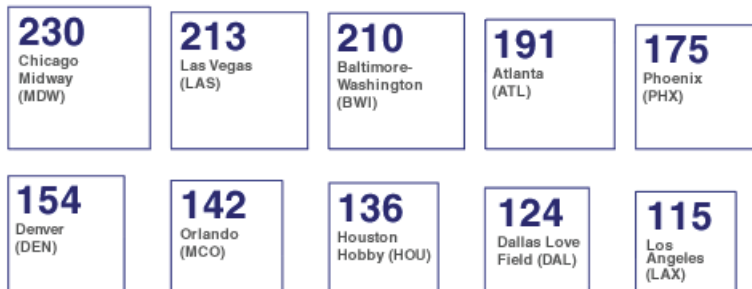 230
Chicago
Midway
(MDW)
213
Las Vegas
(LAS)
210
Baltimore-
Washington
(BWI)
191
Atlanta
(ATL)
175
Phoenix
(PHX)
154
Denver
(DEN)
142
Orlando
(MCO)
136
Houston
Hobby (HOU)
124
Dallas Love
Field (DAL)
115
Los
Angeles
(LAX)